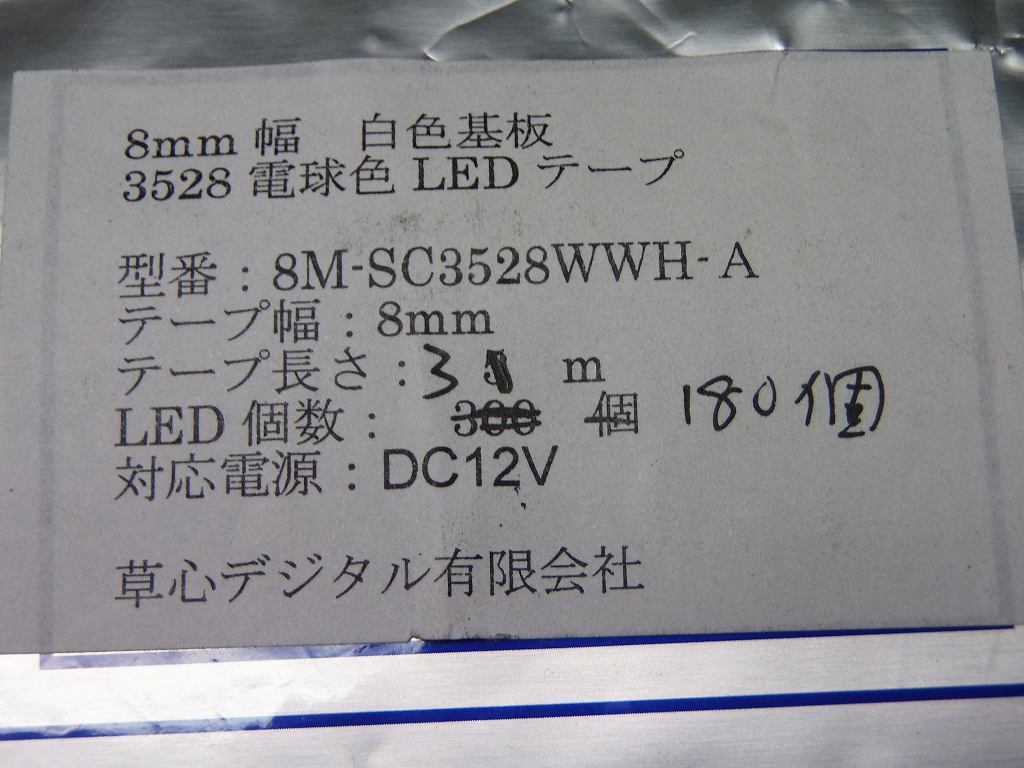 8mm 幅 白色基板
3528 電球色 LED テープ
型番：8M-SC3528WWH-A
テープ幅：8mm
テープ長さ：3 5 m
LED 個数： 300 個 180個
対応電源：DC12V
草心デジタル有限会社